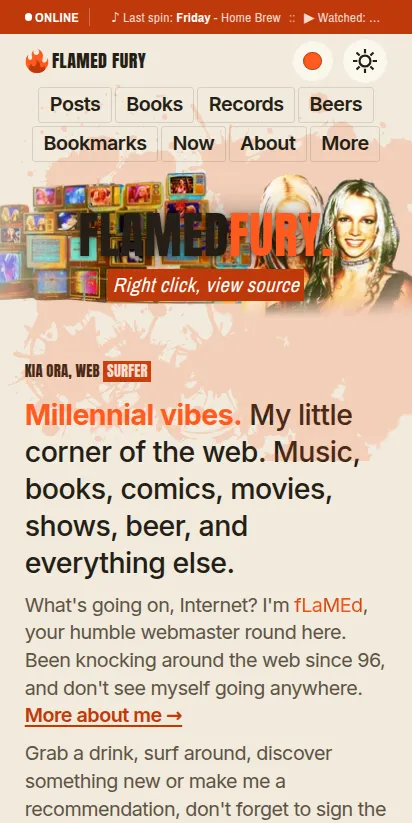 ONLINE
♪ Last spin: Friday - Home Brew :: ▶ Watched: ...
FLAMED FURY
Posts
Books
Records
Beers
Bookmarks
Now
About
More
FLAMEDFURY.
Right click, view source
KIA ORA, WEB SURFER
Millennial vibes. My little
corner of the web. Music,
books, comics, movies,
shows, beer, and
everything else.
What's going on, Internet? I'm fLaMEd,
your humble webmaster round here.
Been knocking around the web since 96,
and don't see myself going anywhere.
More about me →
Grab a drink, surf around, discover
something new or make me a
recommendation, don't forget to sign the